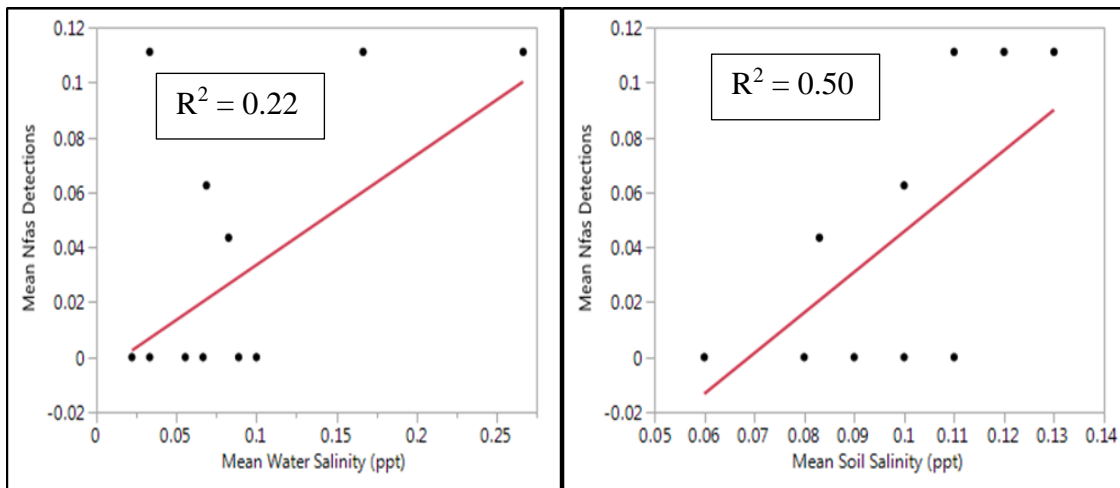 0.12
0.1
0.08
0.06
0.04
0.02
0
-0.02
Mean Nfas Detections
R² = 0.22
0 0.05 0.1 0.15 0.2 0.25
Mean Water Salinity (ppt)
0.12
0.1
0.08
0.06
0.04
0.02
0
-0.02
Mean Nfas Detections
R² = 0.50
0.05 0.06 0.07 0.08 0.09 0.1 0.11 0.12 0.13 0.14
Mean Soil Salinity (ppt)